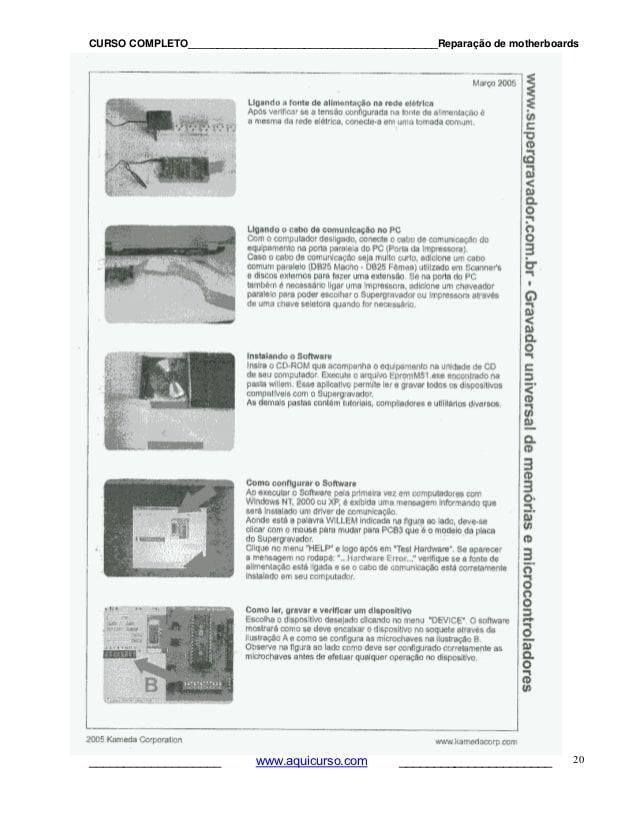 CURSO COMPLETO___________________________________________Reparação de motherboards
Março 2005
Ligando a fonte de alimentação na rede elétrica
Após verificar se a tensão configurada na fonte de alimentação é
a mesma da rede elétrica, conecte-a em uma tomada comum.
Ligando o cabo de comunicação no PC
Com o computador desligado, conecte o cabo de comunicação do
equipamento na porta paralela do PC (Porta da Impressora).
Caso o cabo de comunicação seja muito curto, adicione um cabo
comum paralelo (DB25 Macho - DB25 Fêmea) utilizado em Scanner's
e discos externos para fazer uma extensão. Se na porta do PC
também é necessário ligar uma impressora, adicione um chaveador
paralelo para poder escolher o Supergravador ou impressora através
de uma chave seletora quando for necessário.
Instalando o Software
Insira o CD-ROM que acompanha o equipamento na unidade de CD
de seu computador. Execute o arquivo EpromM51.exe encontrado na
pasta willem. Esse aplicativo permite ler e gravar todos os dispositivos
compatíveis com o Supergravador.
As demais pastas contém tutoriais, compiladores e utilitários diversos.
Como configurar o Software
Ao executar o Software pela primeira vez em computadores com
Windows NT, 2000 ou XP, é exibida uma mensagem informando que
será instalado um driver de comunicação.
Aonde está a palavra WILLEM indicada na figura ao lado, deve-se
clicar com o mouse para mudar para PCB3 que é o modelo da placa
do Supergravador.
Clique no menu "HELP" e logo após em "Test Hardware". Se aparecer
a mensagem no rodapé: "...Hardware Error..." verifique se a fonte de
alimentação está ligada e se o cabo de comunicação está corretamente
instalado em seu computador.
Como ler, gravar e verificar um dispositivo
Escolha o dispositivo desejado clicando no menu "DEVICE". O software
mostrará como se deve encaixar o dispositivo no soquete através da
ilustração A e como se configura as microchaves na ilustração B.
Observe na figura ao lado como deve ser configurado corretamente as
microchaves antes de efetuar qualquer operação no dispositivo.
B
www.supergravador.com.br - Gravador universal de memórias e microcontroladores
2005 Kameda Corporation
www.kamedacorp.com
www.aquicurso.com
20